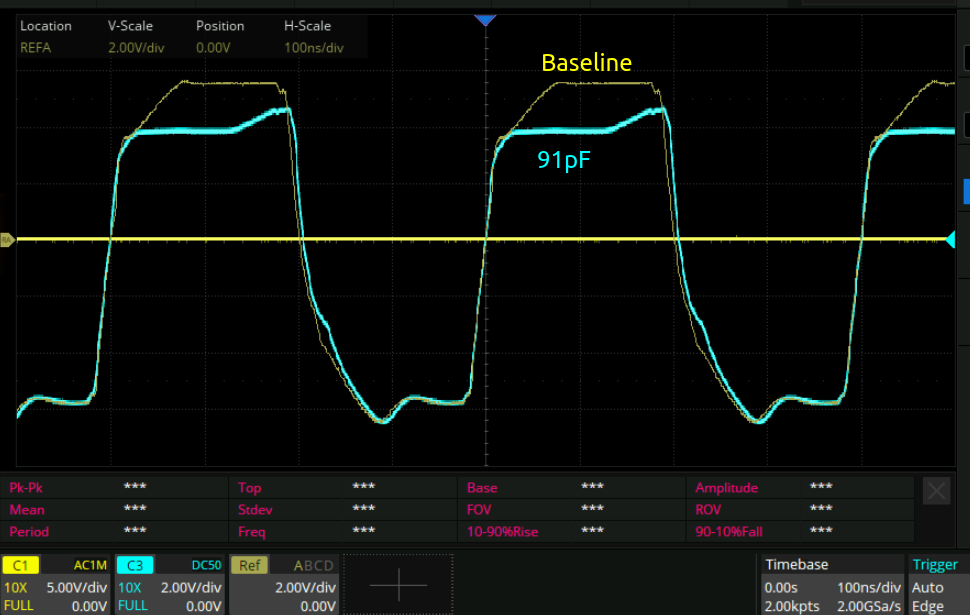 Location V-Scale Position H-Scale
REFA 2.00V/div 0.00V 100ns/div
Baseline
91pF
RA
Pk-Pk *** Top *** Base *** Amplitude ***
Mean *** Stdev *** FOV *** ROV ***
Period *** Freq *** 10-90%Rise *** 90-10%Fall ***
C1 AC1M C3 DC50 Ref ABCD Timebase Trigger
10X 5.00V/div 10X 2.00V/div 2.00V/div 0.00s 100ns/div Auto
FULL 0.00V FULL 0.00V 0.00V 2.00kpts 2.00GSa/s Edge